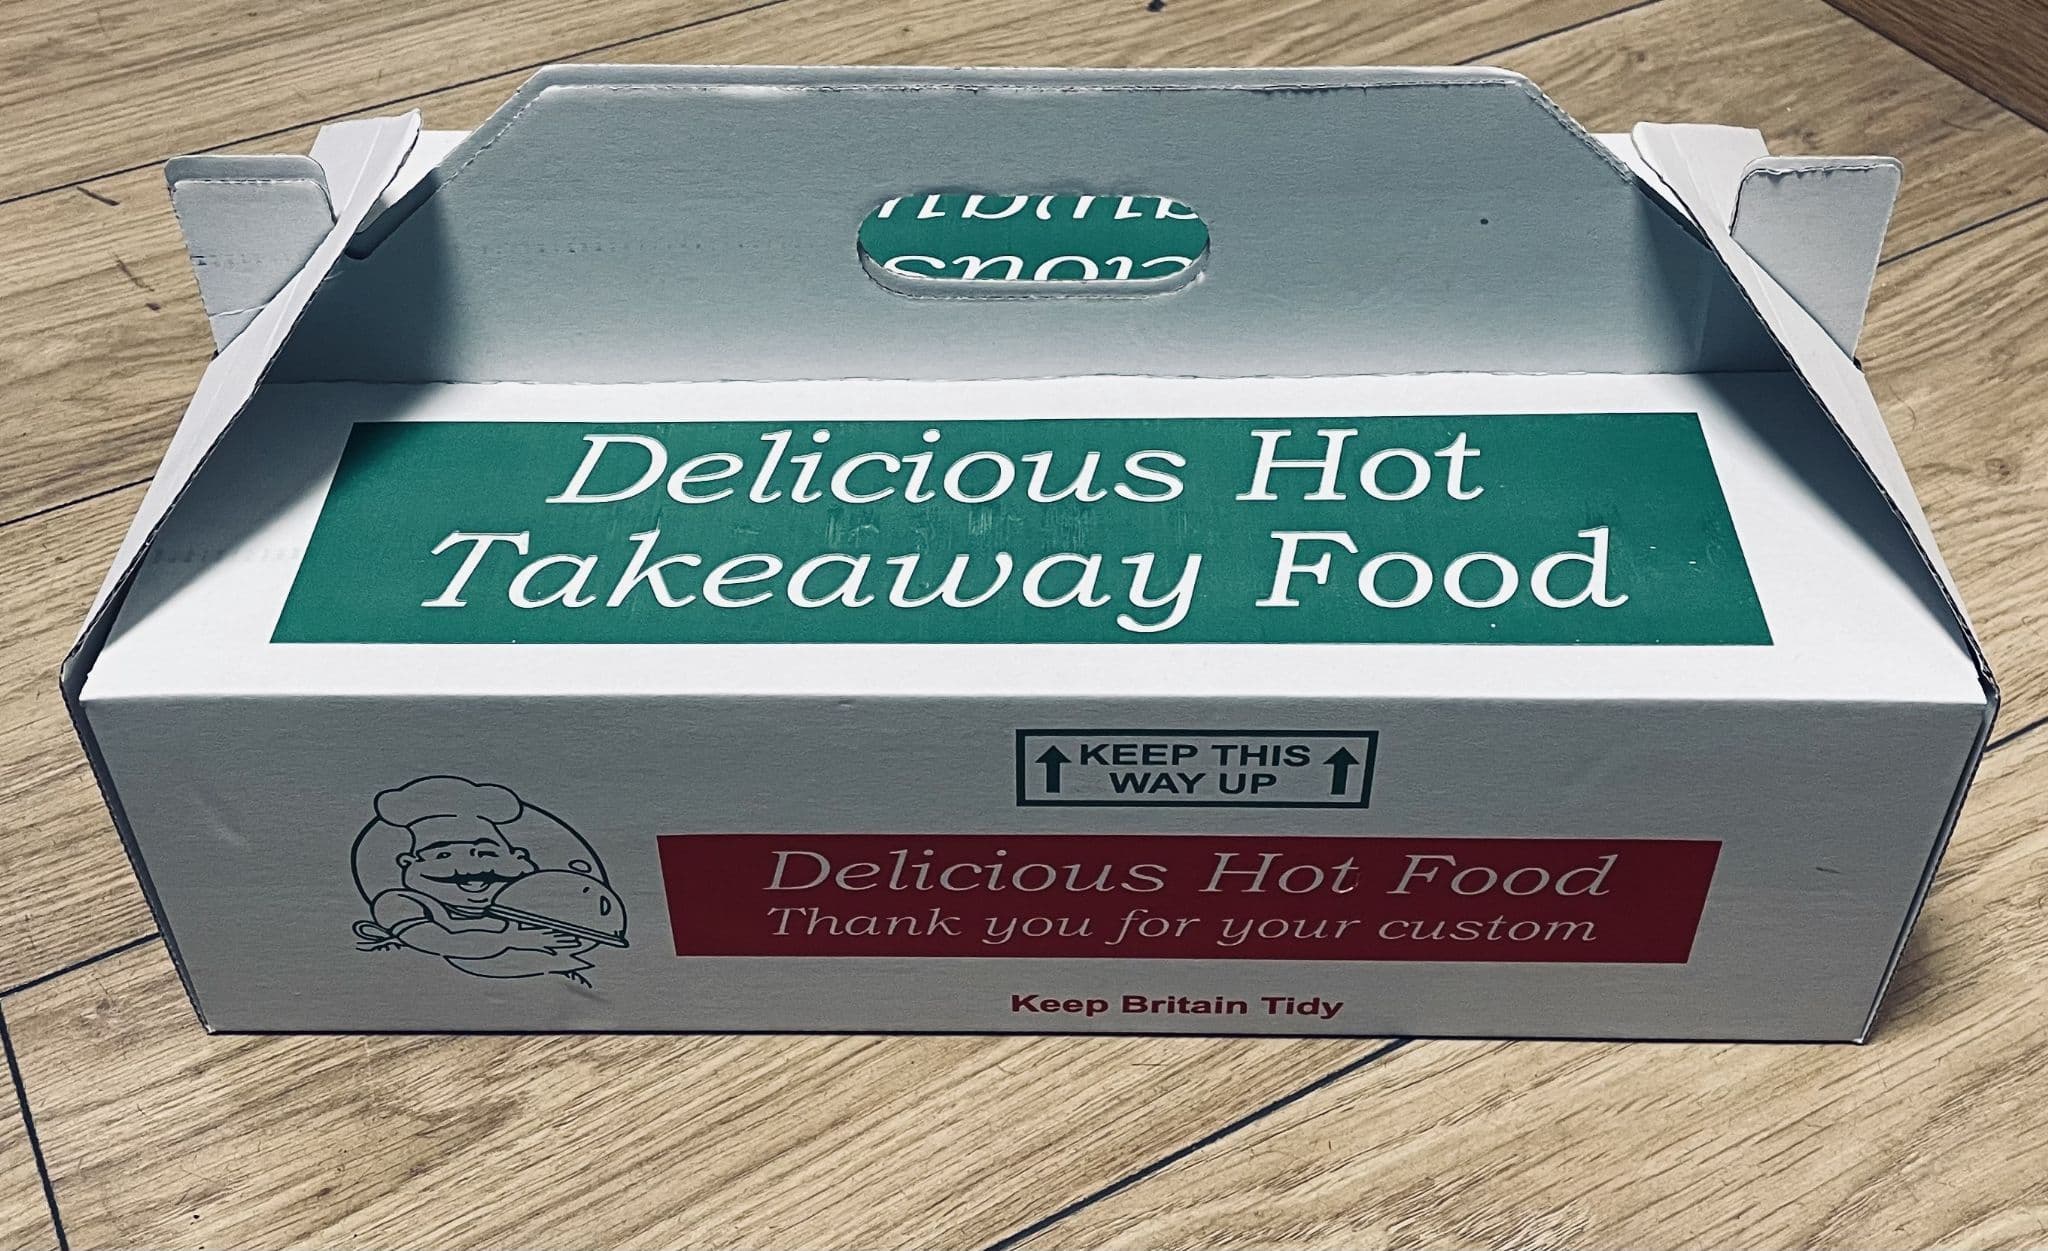 Delicious Hot
Takeaway Food
KEEP THIS
WAY UP
Delicious Hot Food
Thank you for your custom
Keep Britain Tidy